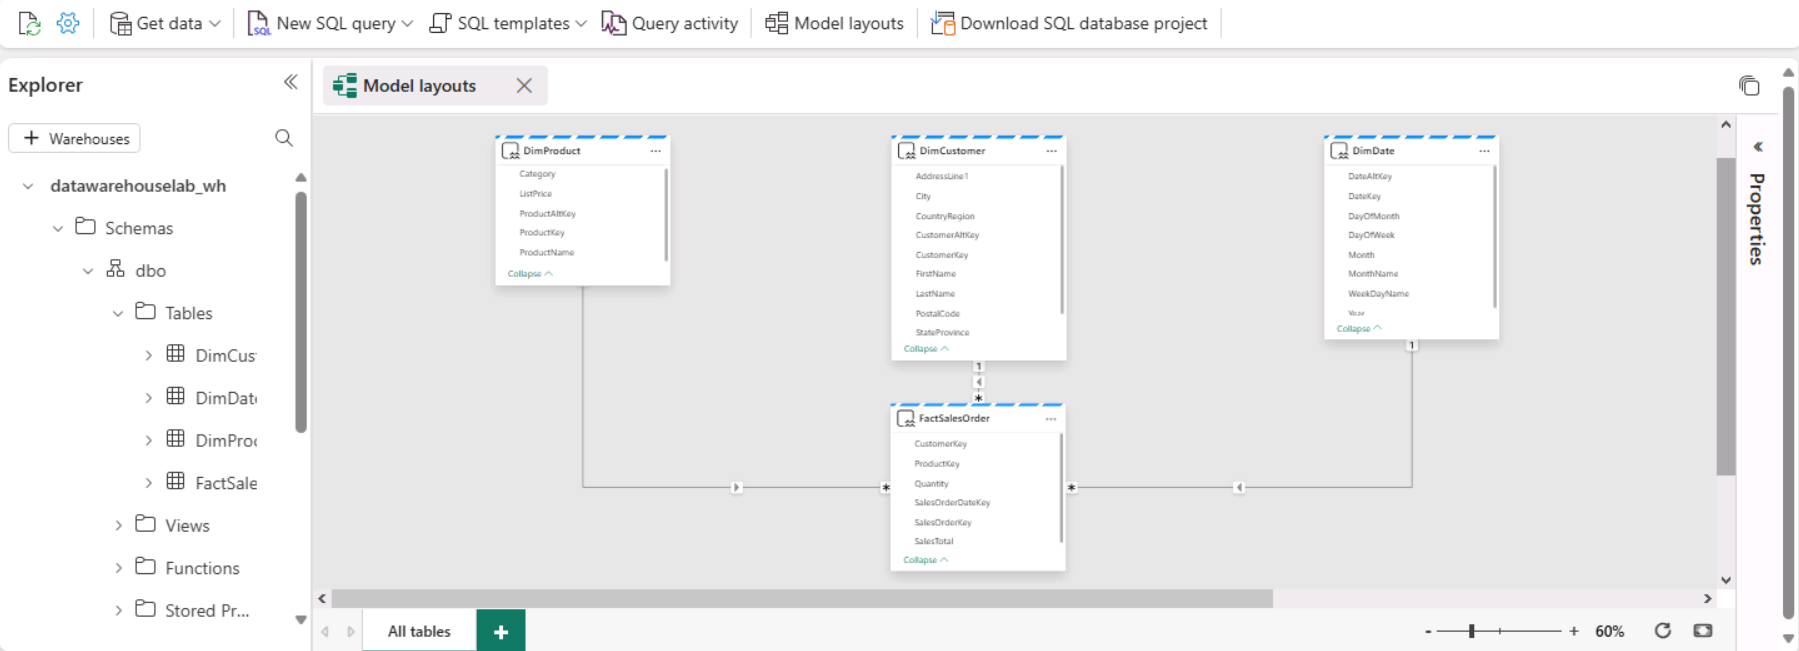 Get data
New SQL query
SQL templates
Query activity
Model layouts
Download SQL database project
Explorer
Warehouses
datawarehouselab_wh
Schemas
dbo
Tables
DimCus
DimDat
DimProd
FactSale
Views
Functions
Stored Pr...
Model layouts
DimProduct
Category
ListPrice
ProductAltKey
ProductKey
ProductName
Collapse
DimCustomer
AddressLine1
City
CountryRegion
CustomerAltKey
CustomerKey
FirstName
LastName
PostalCode
StateProvince
Collapse
1
*
DimDate
DateAltKey
DateKey
DayOfMonth
DayOfWeek
Month
MonthName
WeekDayName
Year
Collapse
1
FactSalesOrder
CustomerKey
ProductKey
Quantity
SalesOrderDateKey
SalesOrderKey
SalesTotal
Collapse
*
*
Properties
All tables
+
- + 60%